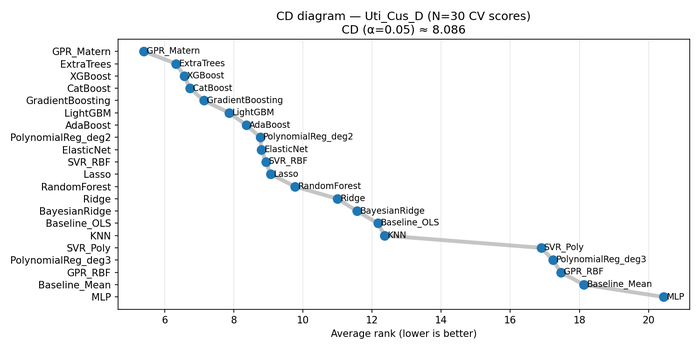 CD diagram — Uti_Cus_D (N=30 CV scores)
CD (α=0.05) ≈ 8.086
GPR_Matern GPR_Matern
ExtraTrees ExtraTrees
XGBoost XGBoost
CatBoost CatBoost
GradientBoosting GradientBoosting
LightGBM LightGBM
AdaBoost AdaBoost
PolynomialReg_deg2 PolynomialReg_deg2
ElasticNet ElasticNet
SVR_RBF SVR_RBF
Lasso Lasso
RandomForest RandomForest
Ridge Ridge
BayesianRidge BayesianRidge
Baseline_OLS Baseline_OLS
KNN KNN
SVR_Poly SVR_Poly
PolynomialReg_deg3 PolynomialReg_deg3
GPR_RBF GPR_RBF
Baseline_Mean Baseline_Mean
MLP MLP
6 8 10 12 14 16 18 20
Average rank (lower is better)